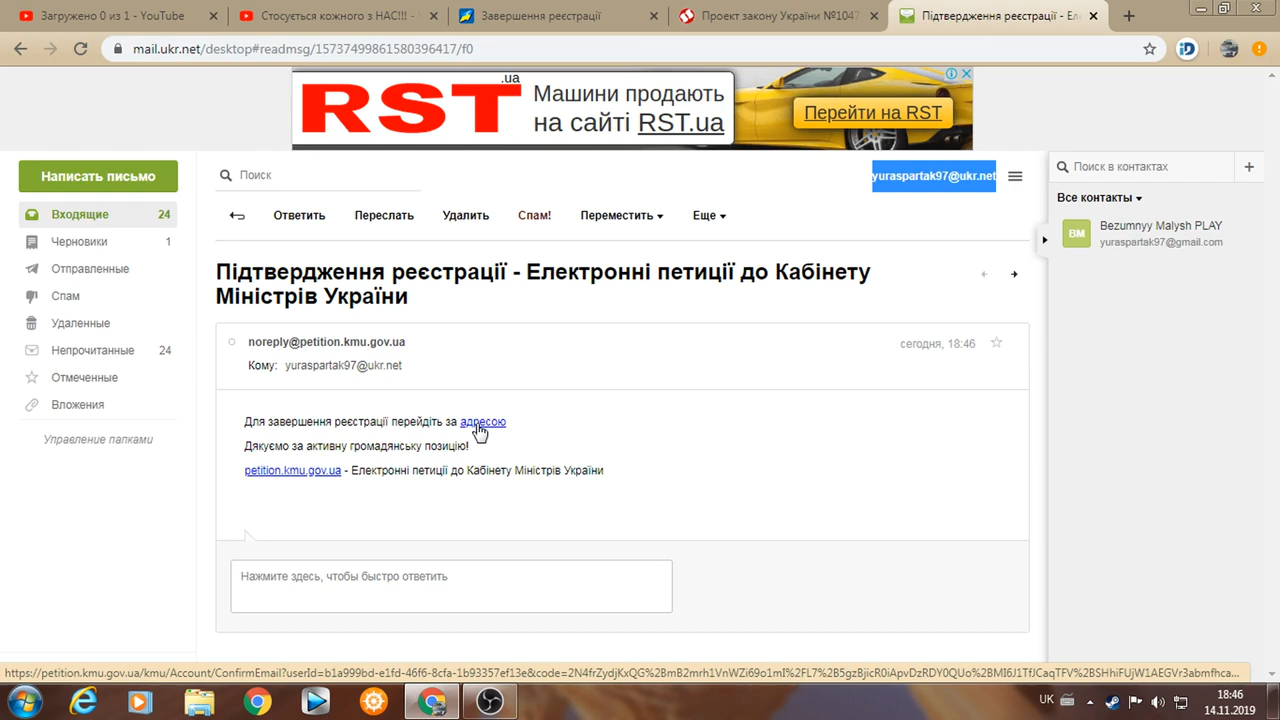 Загружено 0 из 1 - YouTube
Стосується кожного з НАС!!! - Y
Завершення реєстрації
Проект закону України №1047
Підтвердження реєстрації - Еле
mail.ukr.net/desktop#readmsg/15737499861580396417/f0
RST
.ua
Машини продають
на сайті RST.ua
Перейти на RST
Написать письмо
Поиск
yuraspartak97@ukr.net
Поиск в контактах
Входящие 24
Ответить Переслать Удалить Спам! Переместить Еще
Все контакты
Черновики 1
BM
Bezumnyy Malysh PLAY
yuraspartak97@gmail.com
Отправленные
Спам
Удаленные
Непрочитанные 24
Отмеченные
Вложения
Управление папками
Підтвердження реєстрації - Електронні петиції до Кабінету
Міністрів України
noreply@petition.kmu.gov.ua
сегодня, 18:46
Кому: yuraspartak97@ukr.net
Для завершення реєстрації перейдіть за адресою
Дякуємо за активну громадянську позицію!
petition.kmu.gov.ua - Електронні петиції до Кабінету Міністрів України
Нажмите здесь, чтобы быстро ответить
https://petition.kmu.gov.ua/kmu/Account/ConfirmEmail?userId=b1a999bd-e1fd-46f6-8cfa-1b93357ef13e&code=2N4frZydjKxQG%2BmB2mrh1VnWZi69o1mI%2FL7%2B5gzBjicR0iApvDzRDY0QUo%2BMI6J1TfJCaqTFV%2BSHhiFUjW1AEGVr3abmfhca...
UK
18:46
14.11.2019